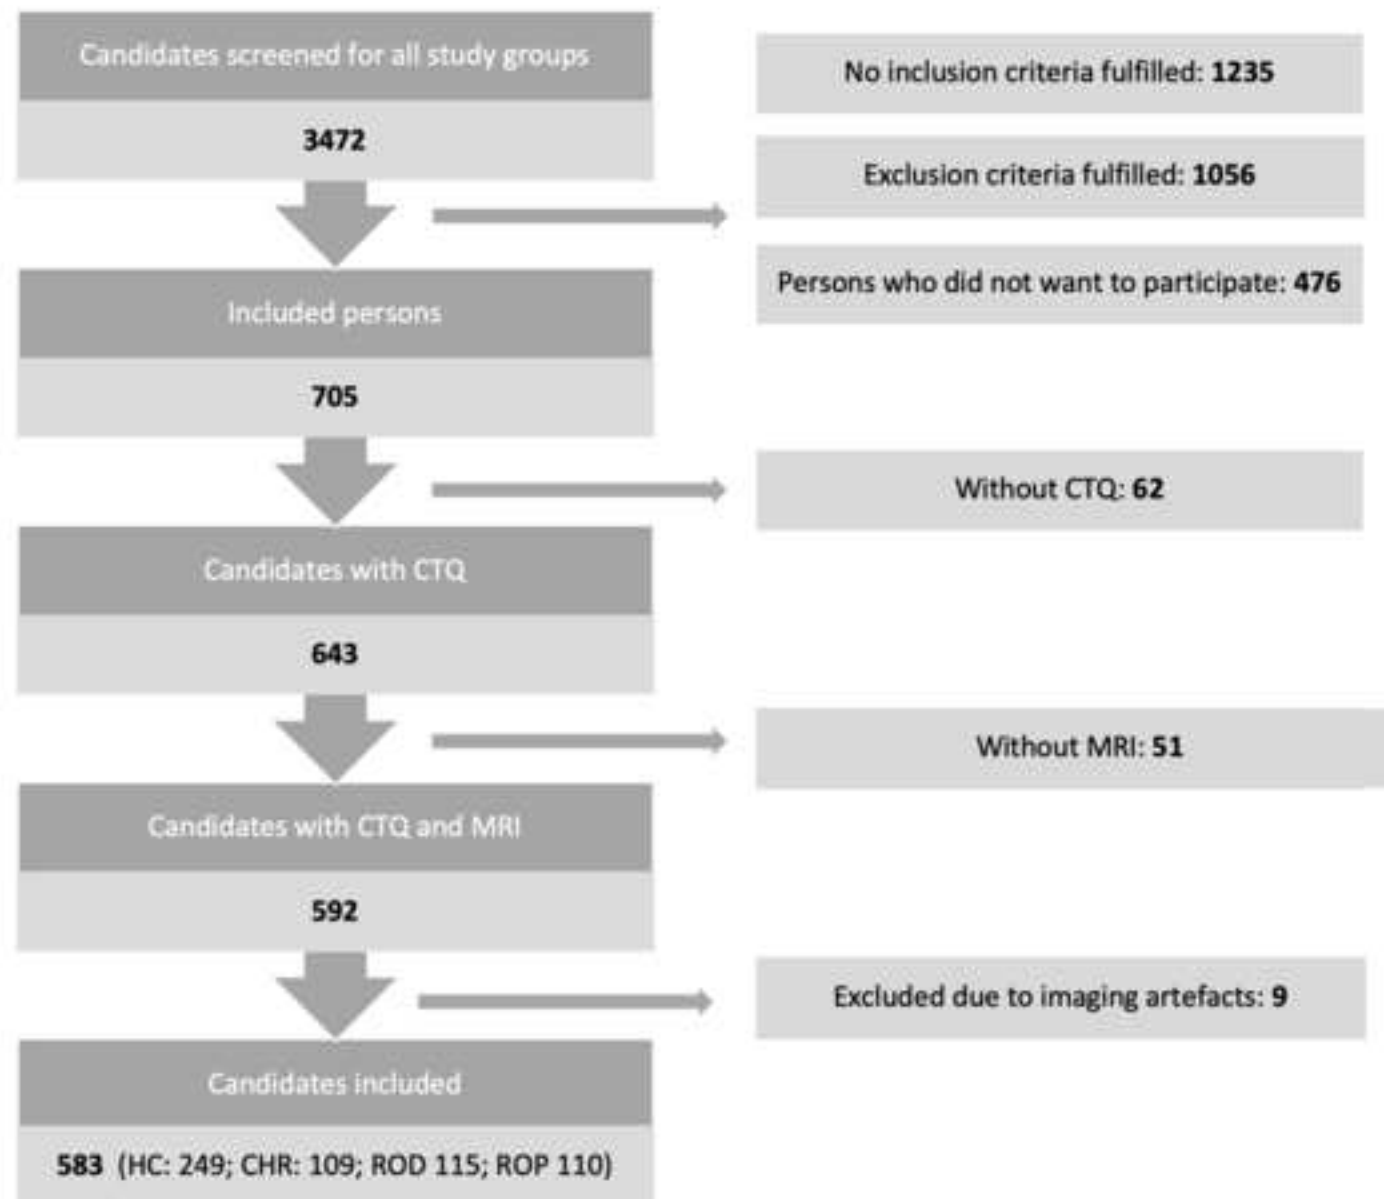 Candidates screened for all study groups
3472
No inclusion criteria fulfilled: 1235
Exclusion criteria fulfilled: 1056
Persons who did not want to participate: 476
Included persons
705
Without CTQ: 62
Candidates with CTQ
643
Without MRI: 51
Candidates with CTQ and MRI
592
Excluded due to imaging artefacts: 9
Candidates included
583 (HC: 249; CHR: 109; ROD 115; ROP 110)